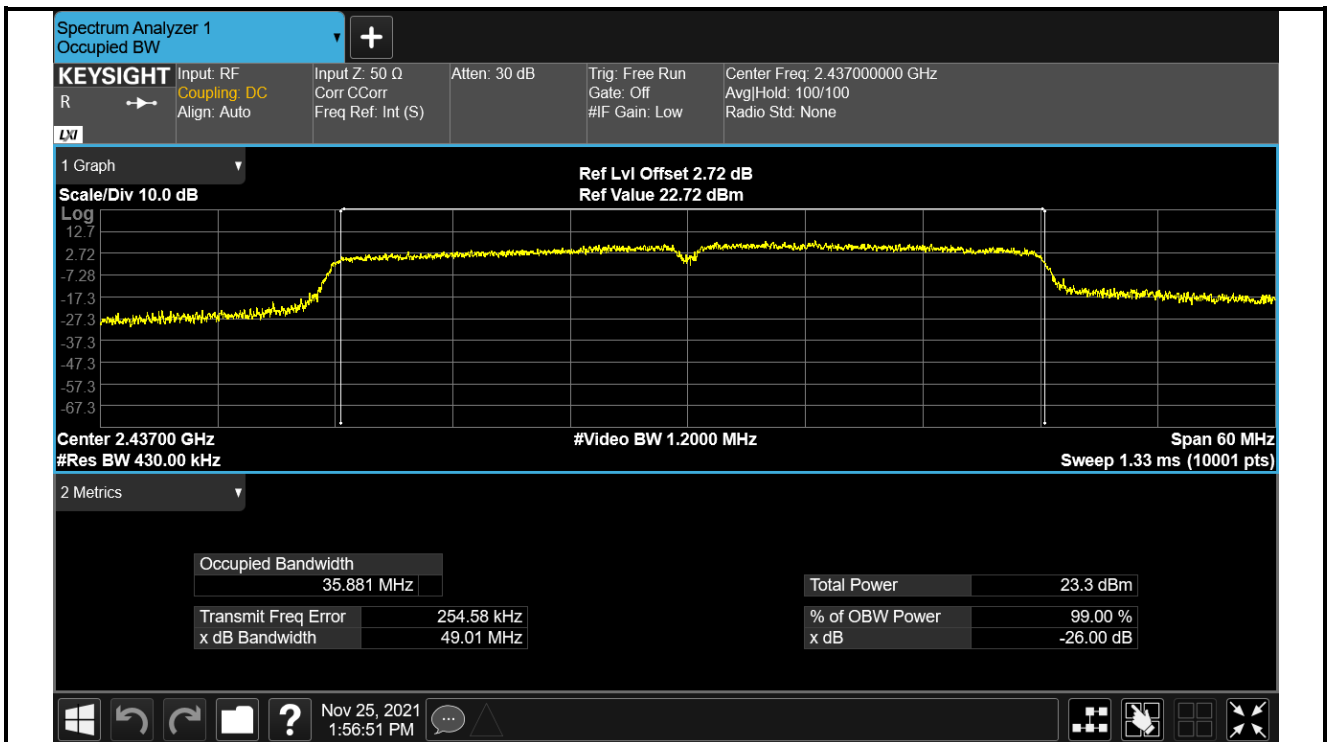 Spectrum Analyzer 1
Occupied BW
KEYSIGHT
R
LXI
Input: RF
Coupling: DC
Align: Auto
Input Z: 50 Ω
Corr CCorr
Freq Ref: Int (S)
Atten: 30 dB
Trig: Free Run
Gate: Off
#IF Gain: Low
Center Freq: 2.437000000 GHz
Avg|Hold: 100/100
Radio Std: None
1 Graph
Scale/Div 10.0 dB
Ref Lvl Offset 2.72 dB
Ref Value 22.72 dBm
Log
12.7
2.72
-7.28
-17.3
-27.3
-37.3
-47.3
-57.3
-67.3
Center 2.43700 GHz
#Res BW 430.00 kHz
#Video BW 1.2000 MHz
Span 60 MHz
Sweep 1.33 ms (10001 pts)
2 Metrics
Occupied Bandwidth
35.881 MHz
Transmit Freq Error 254.58 kHz
x dB Bandwidth 49.01 MHz
Total Power 23.3 dBm
% of OBW Power 99.00 %
x dB -26.00 dB
?
Nov 25, 2021
1:56:51 PM